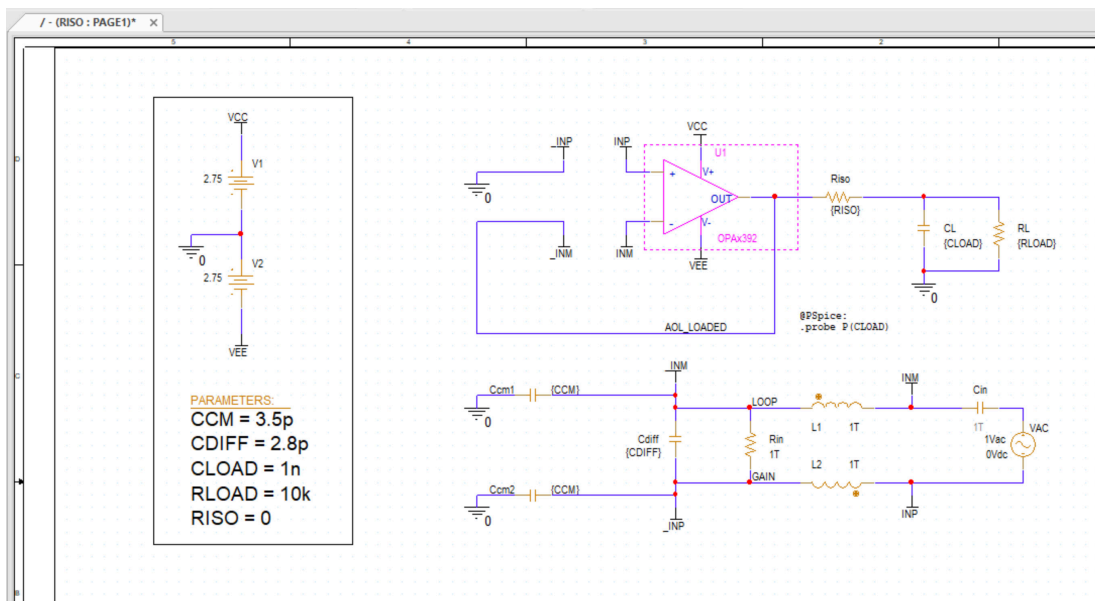 / - (RISO : PAGE1)*
5
4
3
2
D
C
B
VCC
V1
2.75
0
V2
2.75
VEE
PARAMETERS:
CCM = 3.5p
CDIFF = 2.8p
CLOAD = 1n
RLOAD = 10k
RISO = 0
_INP
INP
VCC
U1
+
V+
OUT
-
V-
OPAx392
0
_INM
INM
VEE
Riso
{RISO}
CL
{CLOAD}
RL
{RLOAD}
0
AOL_LOADED
@PSpice:
.probe P(CLOAD)
_INM
Ccm1
{CCM}
0
LOOP
INM
Cin
1T
L1
1T
Cdiff
{CDIFF}
Rin
1T
VAC
1Vac
0Vdc
L2
1T
GAIN
Ccm2
{CCM}
0
_INP
INP